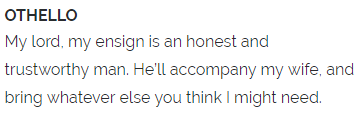 OTHELLO
My lord, my ensign is an honest and
trustworthy man. He’ll accompany my wife, and
bring whatever else you think I might need.